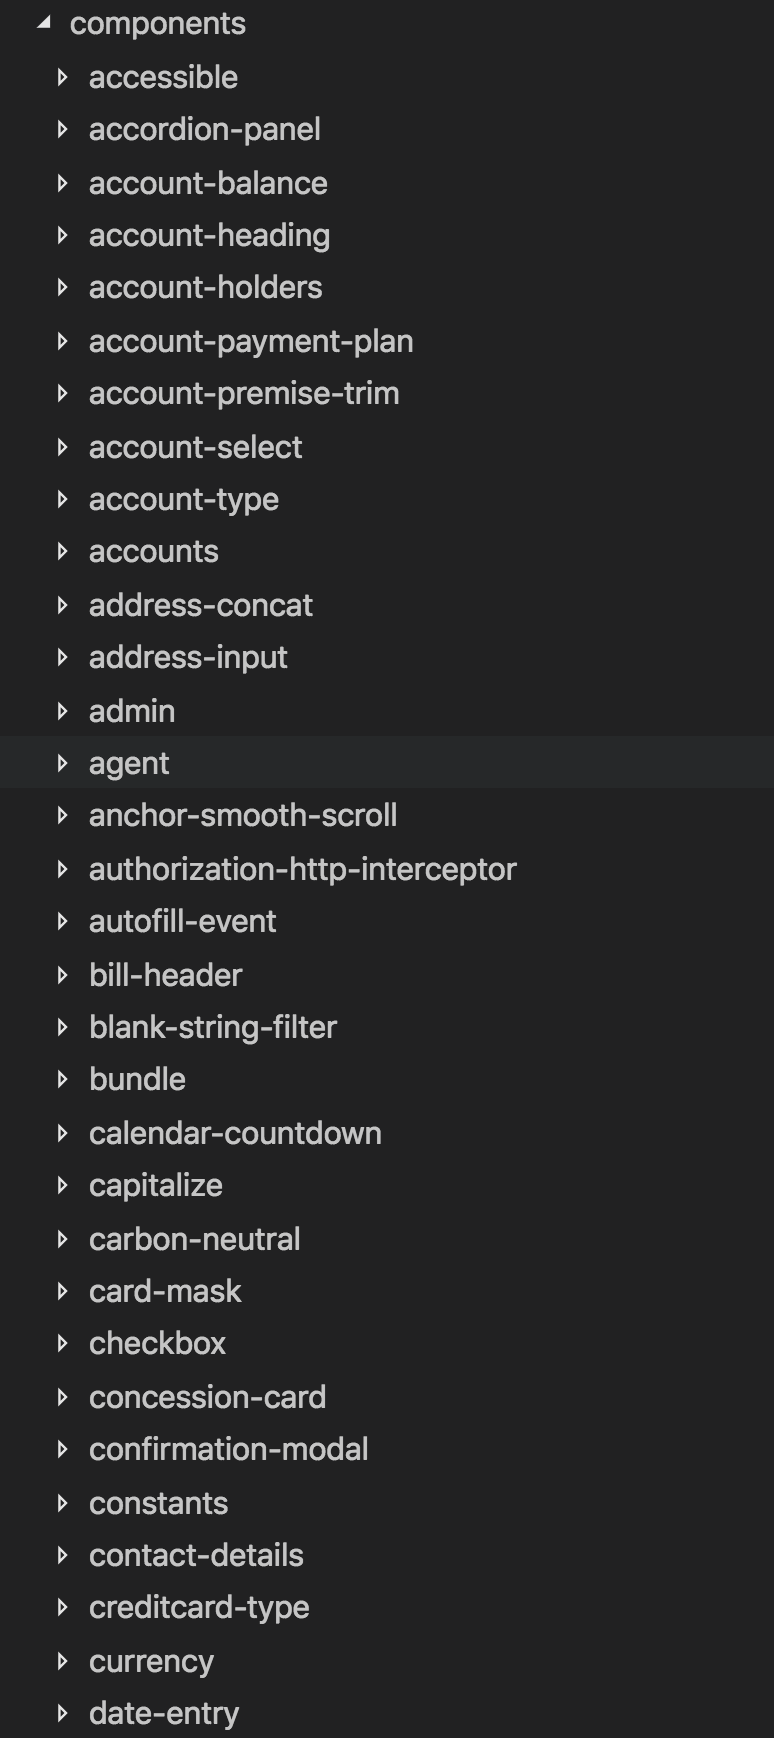 components
accessible
accordion-panel
account-balance
account-heading
account-holders
account-payment-plan
account-premise-trim
account-select
account-type
accounts
address-concat
address-input
admin
agent
anchor-smooth-scroll
authorization-http-interceptor
autofill-event
bill-header
blank-string-filter
bundle
calendar-countdown
capitalize
carbon-neutral
card-mask
checkbox
concession-card
confirmation-modal
constants
contact-details
creditcard-type
currency
date-entry